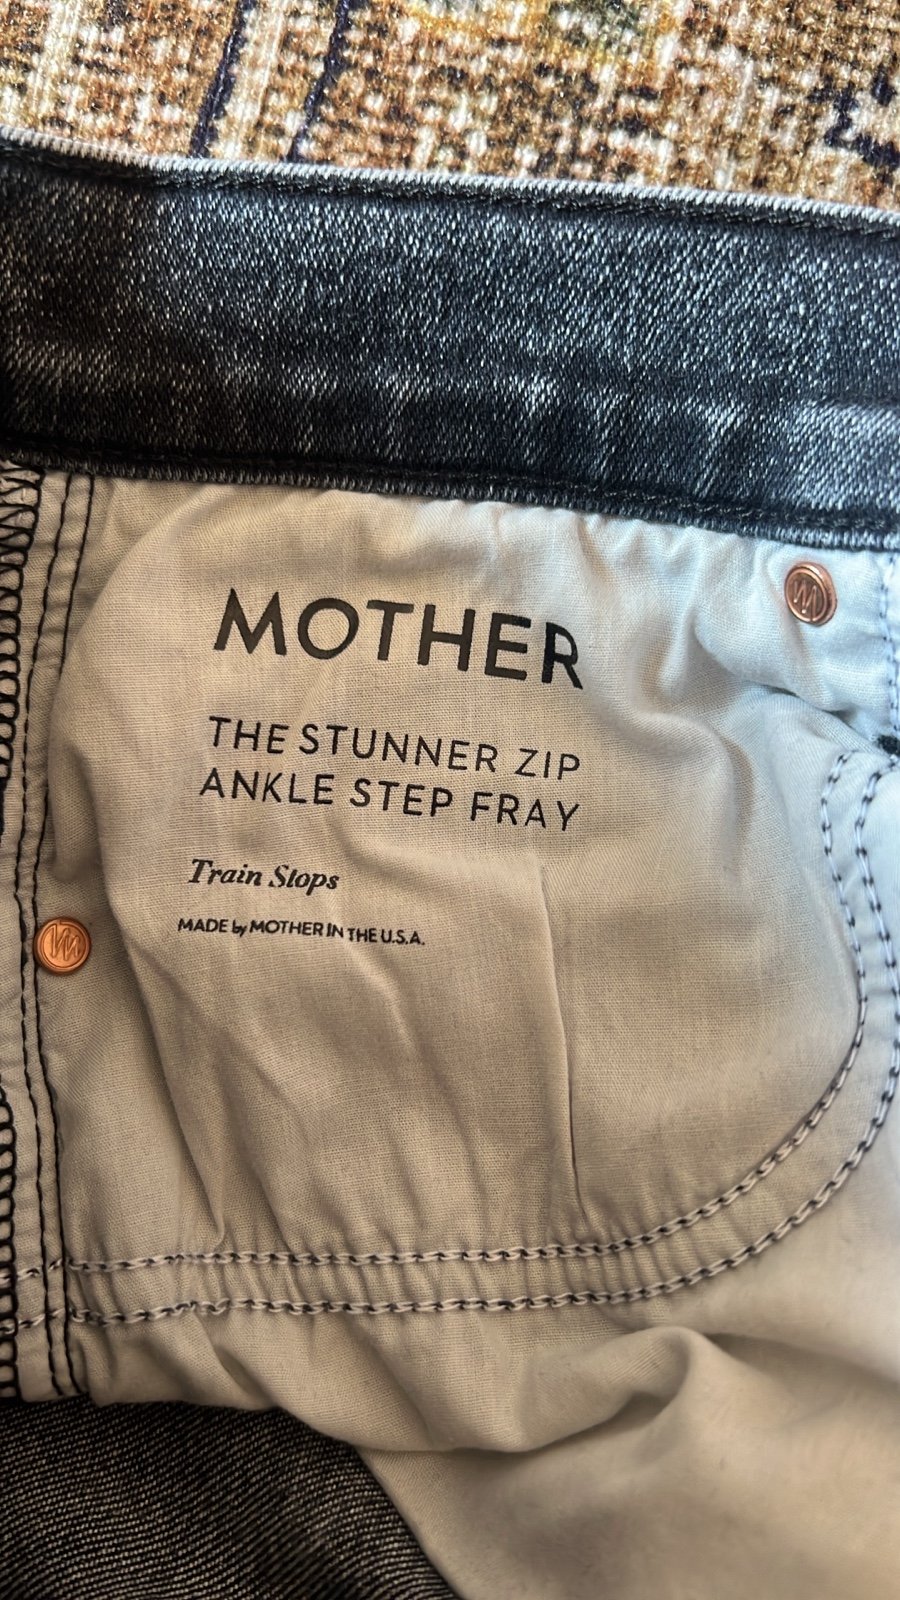 MOTHER
THE STUNNER ZIP
ANKLE STEP FRAY
Train Stops
MADE by MOTHER IN THE U.S.A.